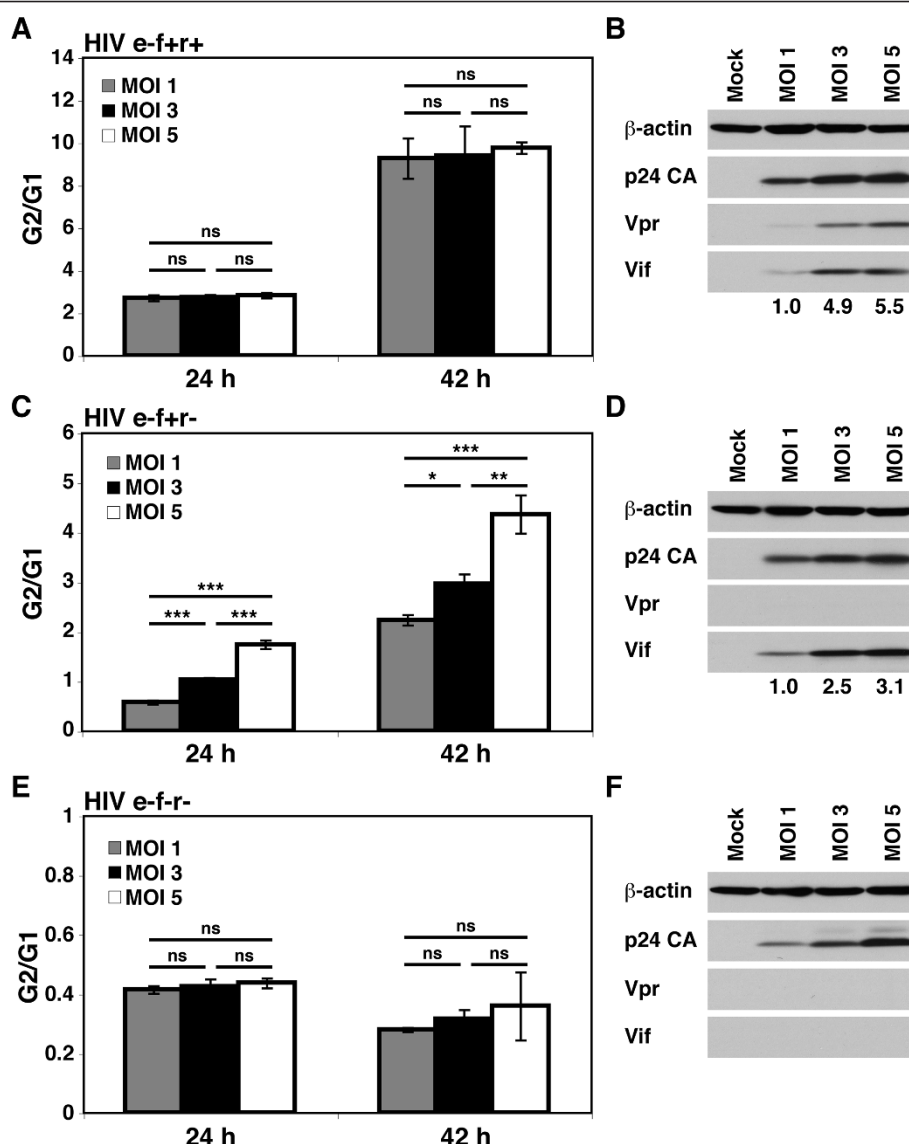 A
HIV e-f+r+
14
12
10
8
6
4
2
0
G2/G1
MOI 1
MOI 3
MOI 5
ns
ns
ns
ns
ns
ns
24 h
42 h
B
Mock
MOI 1
MOI 3
MOI 5
β-actin
p24 CA
Vpr
Vif
1.0 4.9 5.5
C
HIV e-f+r-
6
5
4
3
2
1
0
G2/G1
MOI 1
MOI 3
MOI 5
***
*** ***
***
* **
24 h
42 h
D
Mock
MOI 1
MOI 3
MOI 5
β-actin
p24 CA
Vpr
Vif
1.0 2.5 3.1
E
HIV e-f-r-
1
0.8
0.6
0.4
0.2
0
G2/G1
MOI 1
MOI 3
MOI 5
ns
ns ns
ns
ns ns
24 h
42 h
F
Mock
MOI 1
MOI 3
MOI 5
β-actin
p24 CA
Vpr
Vif